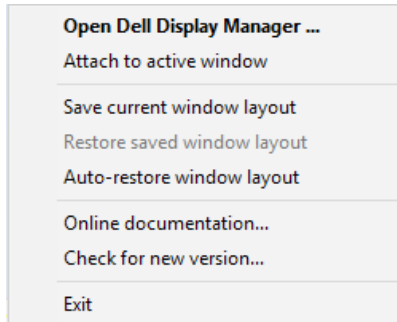 Open Dell Display Manager ...
Attach to active window
Save current window layout
Restore saved window layout
Auto-restore window layout
Online documentation...
Check for new version...
Exit